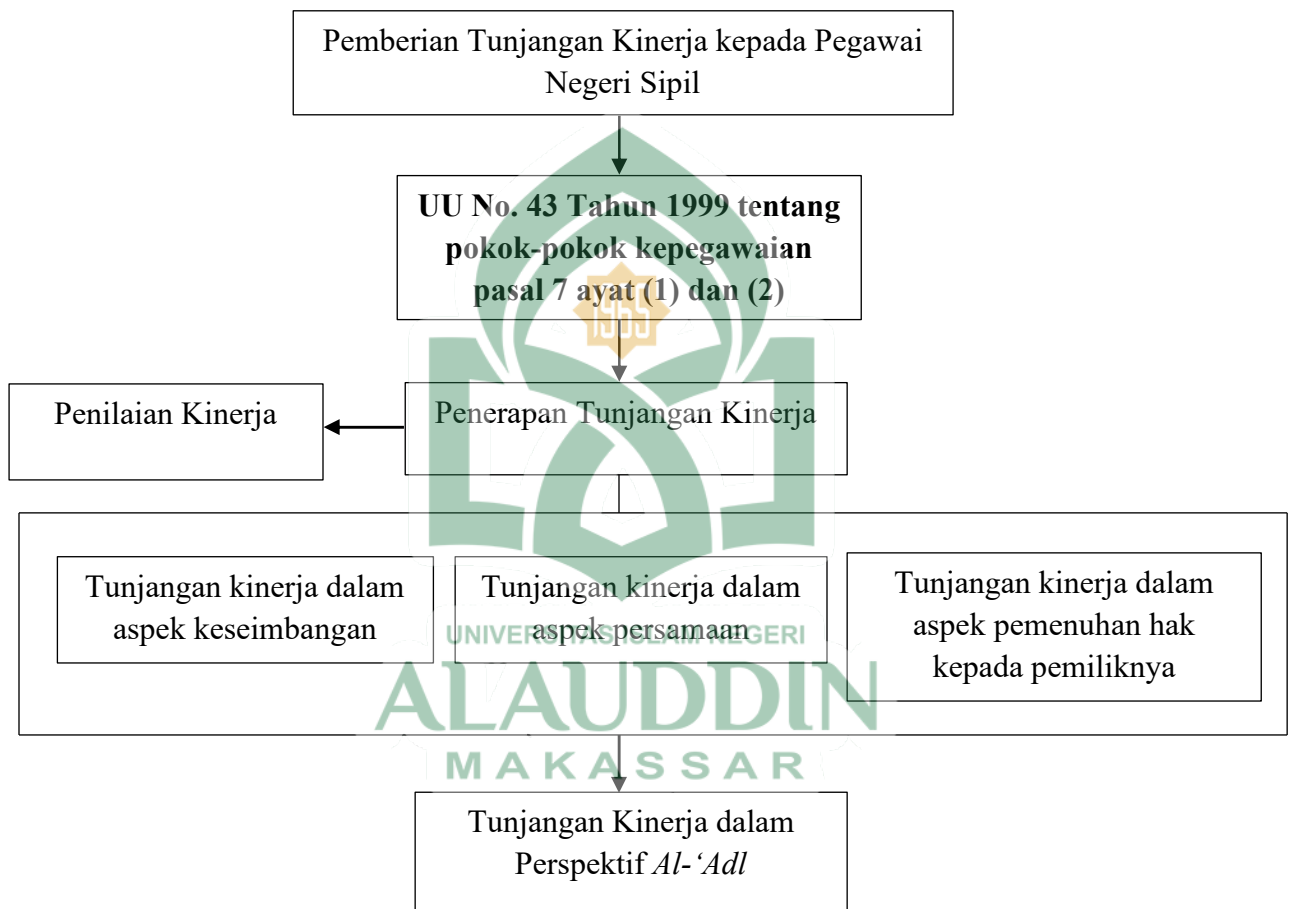 Pemberian Tunjangan Kinerja kepada Pegawai
Negeri Sipil
UU No. 43 Tahun 1999 tentang
pokok-pokok kepegawaian
pasal 7 ayat (1) dan (2)
1965
Penilaian Kinerja
Penerapan Tunjangan Kinerja
Tunjangan kinerja dalam
aspek keseimbangan
Tunjangan kinerja dalam
aspek persamaan
Tunjangan kinerja dalam
aspek pemenuhan hak
kepada pemiliknya
UNIVERSITAS ISLAM NEGERI
ALAUDDIN
MAKASSAR
Tunjangan Kinerja dalam
Perspektif Al-‘Adl